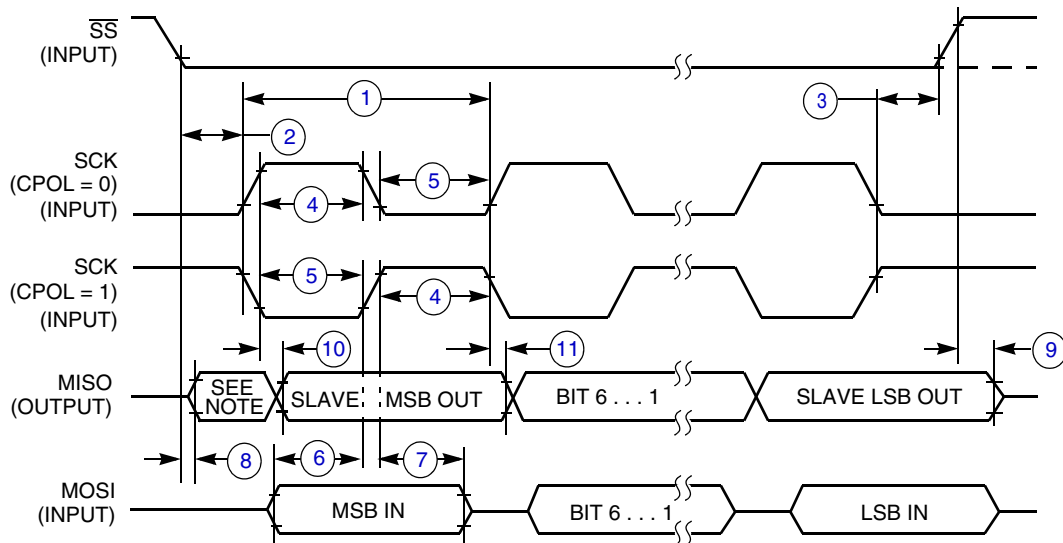 SS
(INPUT)
1
3
2
SCK
(CPOL = 0)
(INPUT)
4
5
SCK
(CPOL = 1)
(INPUT)
5
4
10
11
9
MISO
(OUTPUT)
SEE
NOTE
SLAVE
MSB OUT
BIT 6 . . . 1
SLAVE LSB OUT
8
6
7
MOSI
(INPUT)
MSB IN
BIT 6 . . . 1
LSB IN